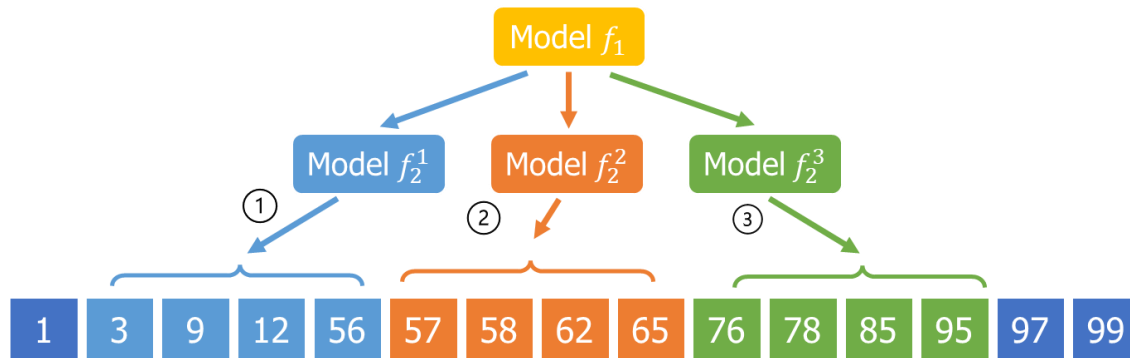 Model f₁
Model f₂¹ Model f₂² Model f₂³
① ② ③
1 3 9 12 56 57 58 62 65 76 78 85 95 97 99